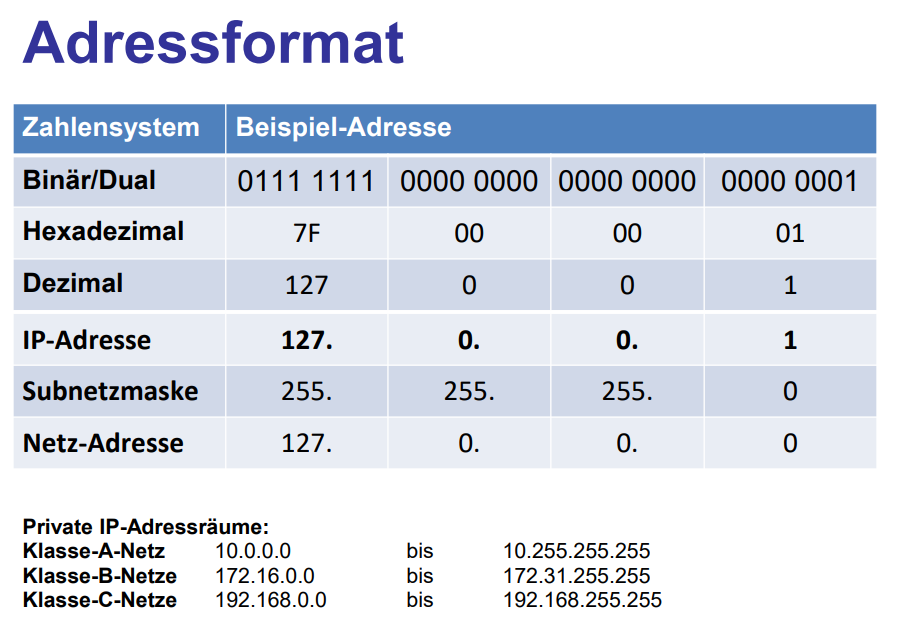 Adressformat
Zahlensystem Beispiel-Adresse
Binär/Dual 0111 1111 0000 0000 0000 0000 0000 0001
Hexadezimal 7F 00 00 01
Dezimal 127 0 0 1
IP-Adresse 127. 0. 0. 1
Subnetzmaske 255. 255. 255. 0
Netz-Adresse 127. 0. 0. 0
Private IP-Adressräume:
Klasse-A-Netz 10.0.0.0 bis 10.255.255.255
Klasse-B-Netze 172.16.0.0 bis 172.31.255.255
Klasse-C-Netze 192.168.0.0 bis 192.168.255.255